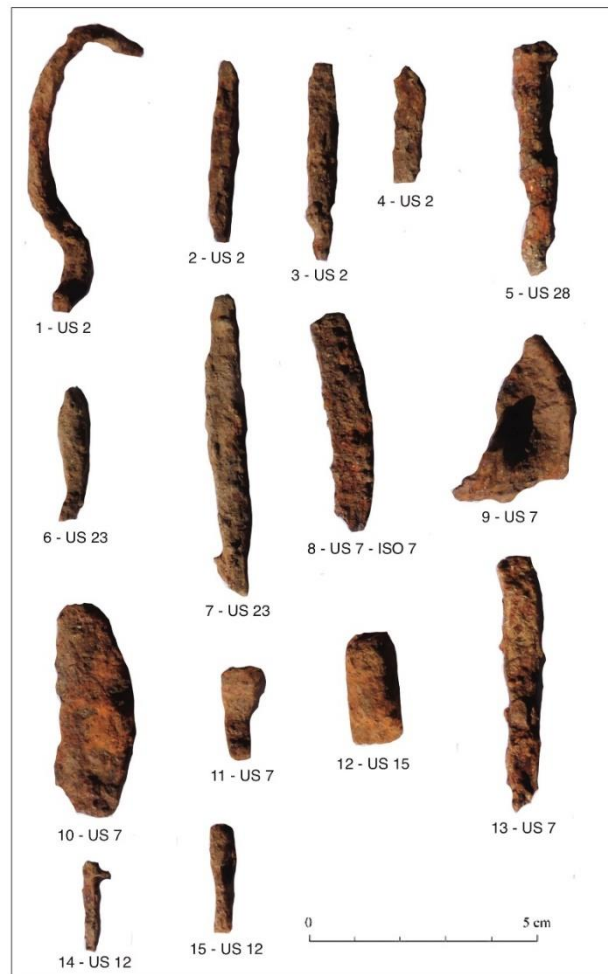 1 - US 2
2 - US 2
3 - US 2
4 - US 2
5 - US 28
6 - US 23
7 - US 23
8 - US 7 - ISO 7
9 - US 7
10 - US 7
11 - US 7
12 - US 15
13 - US 7
14 - US 12
15 - US 12
0
5 cm